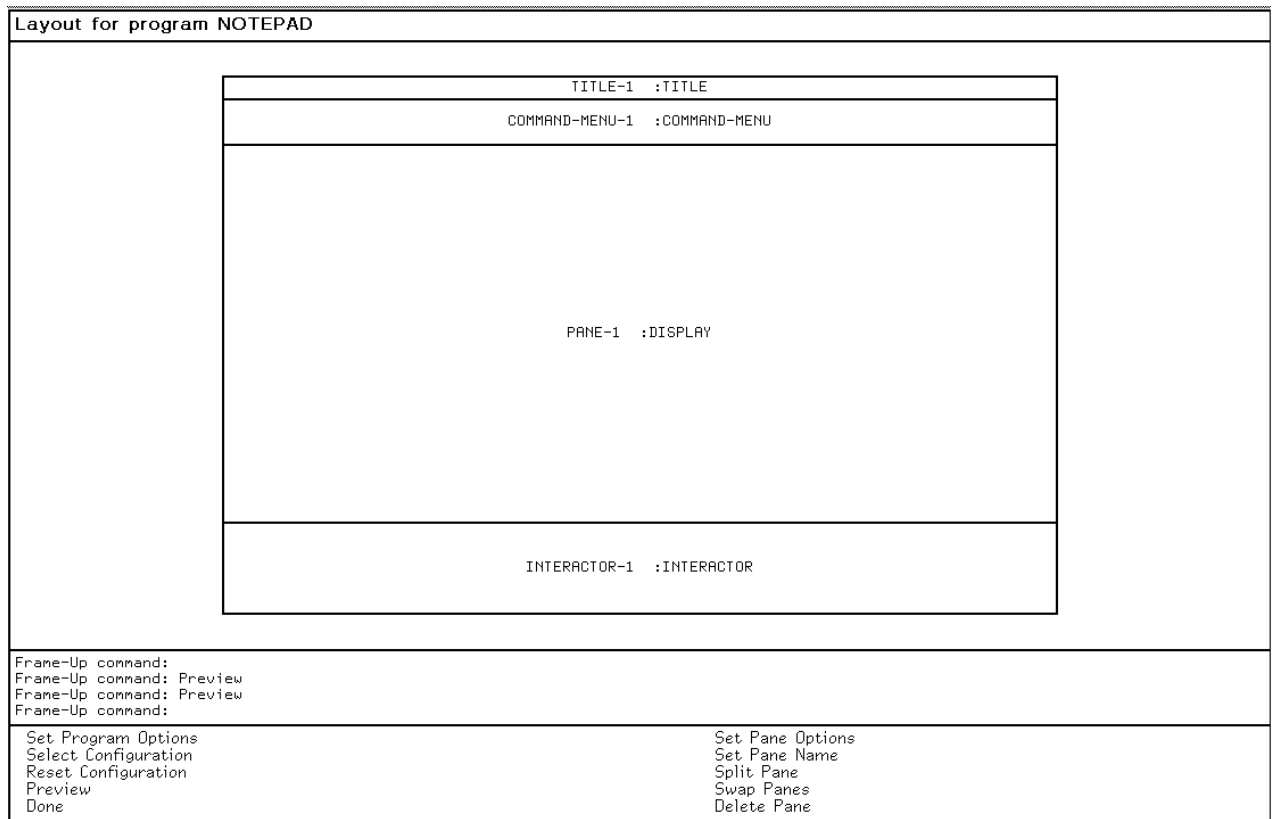 Layout for program NOTEPAD
TITLE-1 :TITLE
COMMAND-MENU-1 :COMMAND-MENU
PANE-1 :DISPLAY
INTERACTOR-1 :INTERACTOR
Frame-Up command:
Frame-Up command: Preview
Frame-Up command: Preview
Frame-Up command:
Set Program Options
Select Configuration
Reset Configuration
Preview
Done
Set Pane Options
Set Pane Name
Split Pane
Swap Panes
Delete Pane